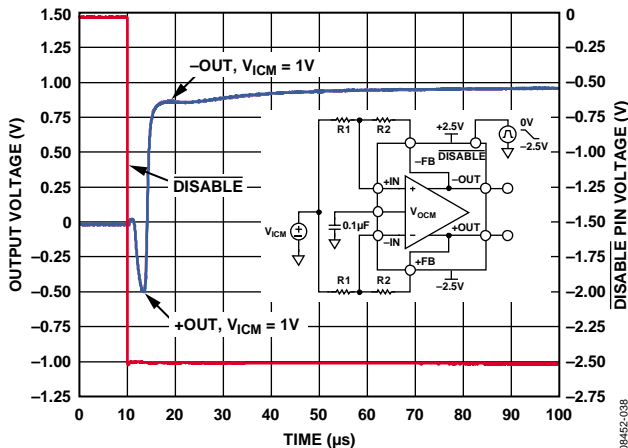 1.50
1.25
1.00
0.75
0.50
0.25
0
–0.25
–0.50
–0.75
–1.00
–1.25
OUTPUT VOLTAGE (V)
0
–0.25
–0.50
–0.75
–1.00
–1.25
–1.50
–1.75
–2.00
–2.25
–2.50
–2.75
DISABLE PIN VOLTAGE (V)
0 10 20 30 40 50 60 70 80 90 100
TIME (µs)
–OUT, VICM = 1V
DISABLE
+OUT, VICM = 1V
R1 R2
+2.5V
0V
–2.5V
–FB
DISABLE
+IN
–OUT
+
VOCM
VICM
0.1µF
–IN
–
+OUT
+FB
R1 R2
–2.5V
08452-038